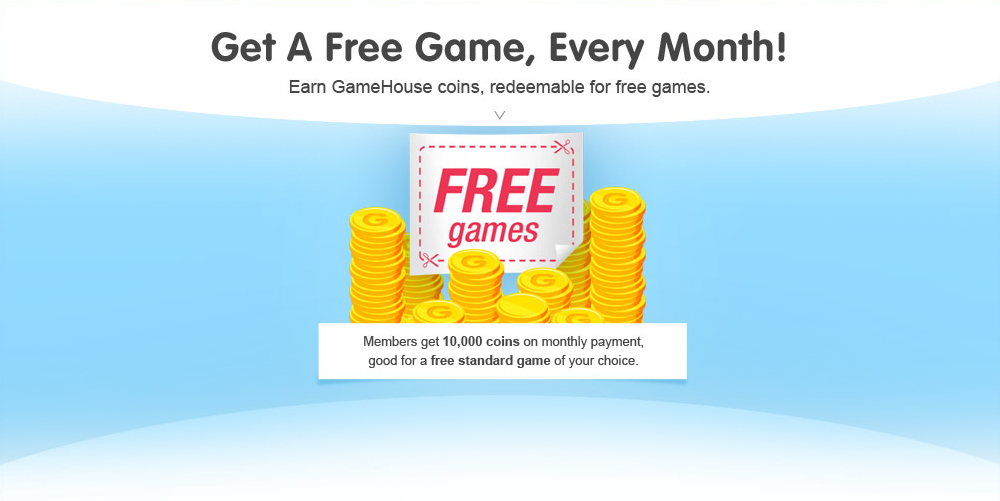 Get A Free Game, Every Month!
Earn GameHouse coins, redeemable for free games.
FREE
games
G
G
G
G
G
G
Members get 10,000 coins on monthly payment,
good for a free standard game of your choice.